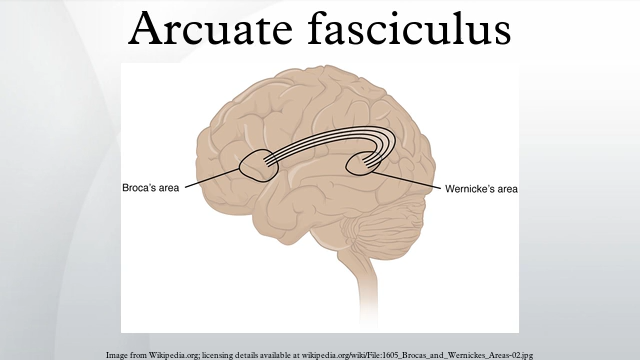 Arcuate fasciculus
Broca's area
Wernicke's area
Image from Wikipedia.org; licensing details available at wikipedia.org/wiki/File:1605_Brocas_and_Wernickes_Areas-02.jpg